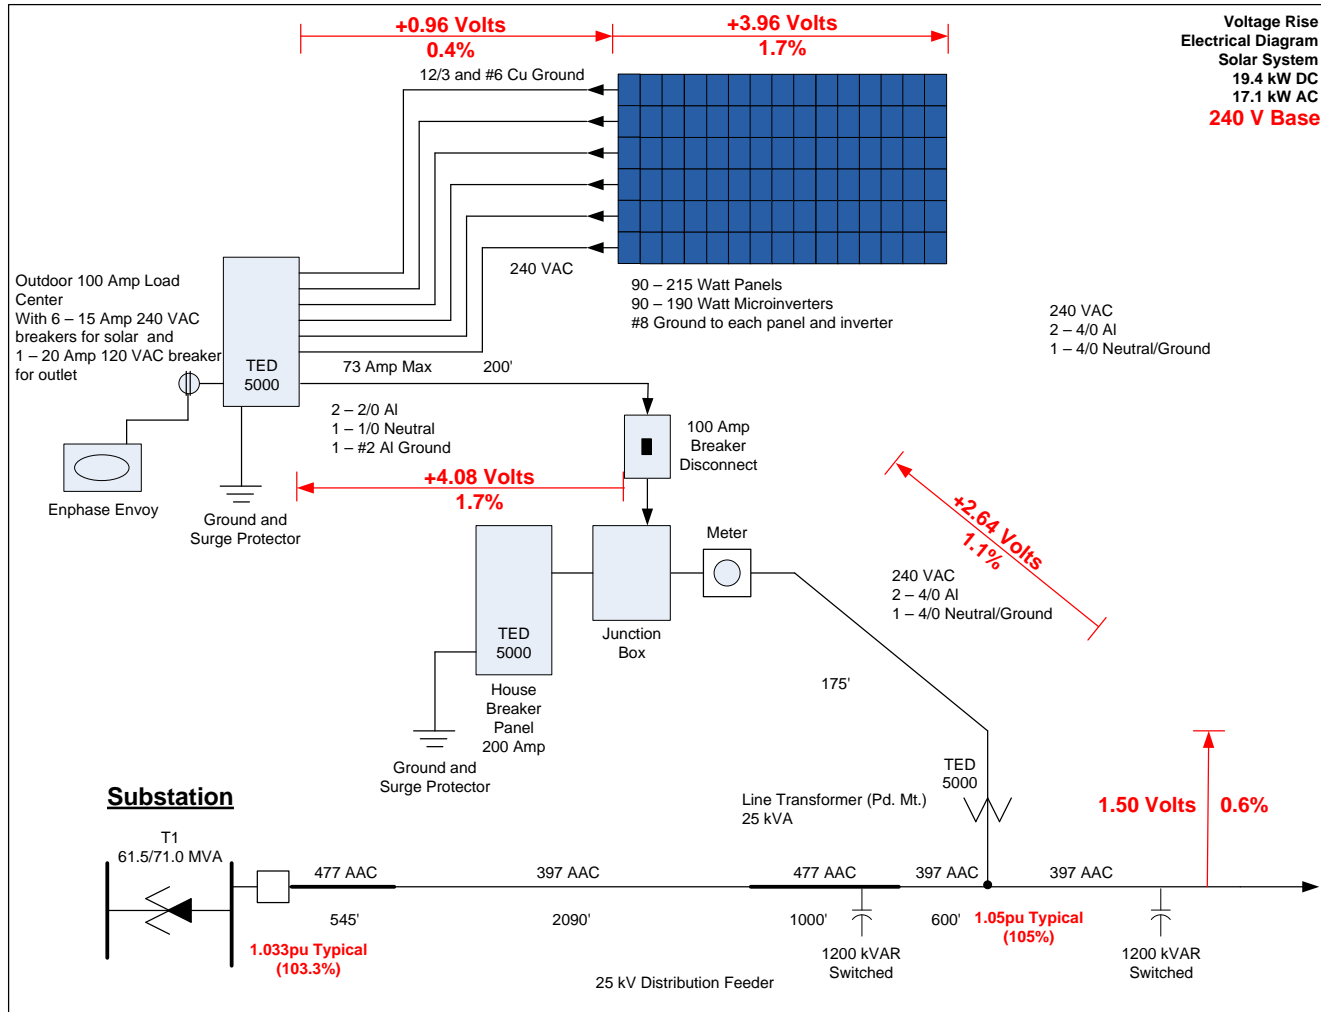 +0.96 Volts
0.4%
+3.96 Volts
1.7%
Voltage Rise
Electrical Diagram
Solar System
19.4 kW DC
17.1 kW AC
240 V Base
12/3 and #6 Cu Ground
240 VAC
90 – 215 Watt Panels
90 – 190 Watt Microinverters
#8 Ground to each panel and inverter
240 VAC
2 – 4/0 Al
1 – 4/0 Neutral/Ground
Outdoor 100 Amp Load
Center
With 6 – 15 Amp 240 VAC
breakers for solar and
1 – 20 Amp 120 VAC breaker
for outlet
TED
5000
73 Amp Max
200'
2 – 2/0 Al
1 – 1/0 Neutral
1 – #2 Al Ground
100 Amp
Breaker
Disconnect
+4.08 Volts
1.7%
Enphase Envoy
Ground and
Surge Protector
Meter
+2.64 Volts
1.1%
240 VAC
2 – 4/0 Al
1 – 4/0 Neutral/Ground
TED
5000
Junction
Box
House
Breaker
Panel
200 Amp
175'
Ground and
Surge Protector
TED
5000
Line Transformer (Pd. Mt.)
25 kVA
1.50 Volts
0.6%
Substation
T1
61.5/71.0 MVA
477 AAC
397 AAC
477 AAC
397 AAC
397 AAC
545'
2090'
1000'
600'
1.05pu Typical
(105%)
1.033pu Typical
(103.3%)
1200 kVAR
Switched
1200 kVAR
Switched
25 kV Distribution Feeder